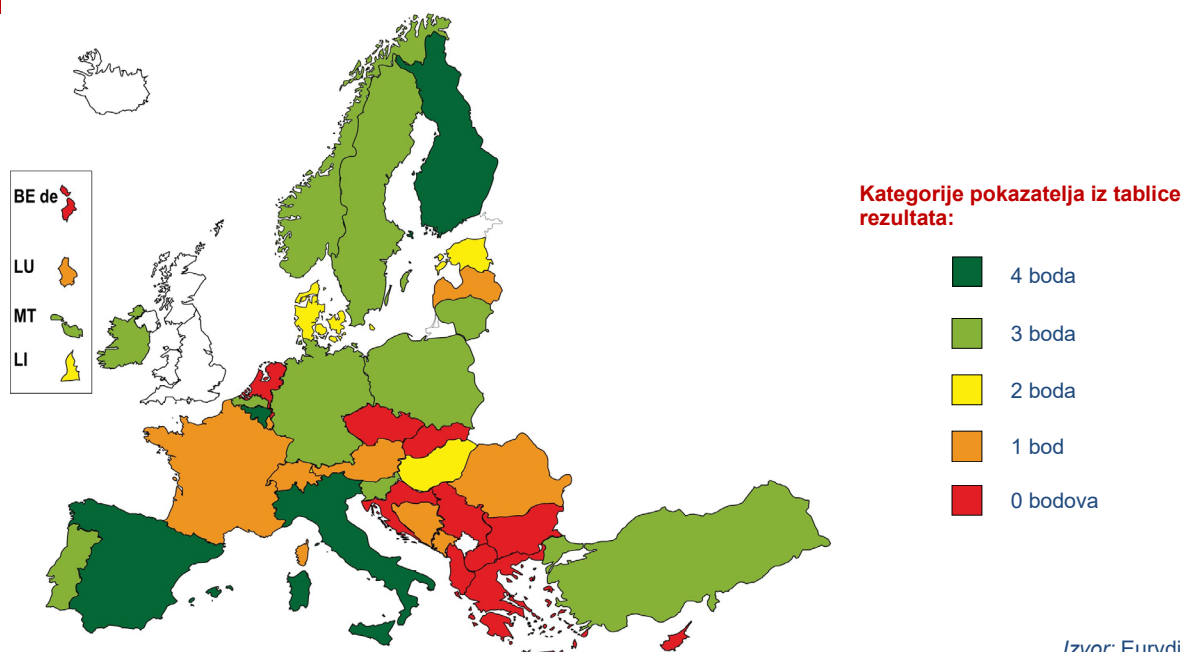 BE de
LU
MT
LI
Kategorije pokazatelja iz tablice
rezultata:
4 boda
3 boda
2 boda
1 bod
0 bodova
Izvor: Eurydi